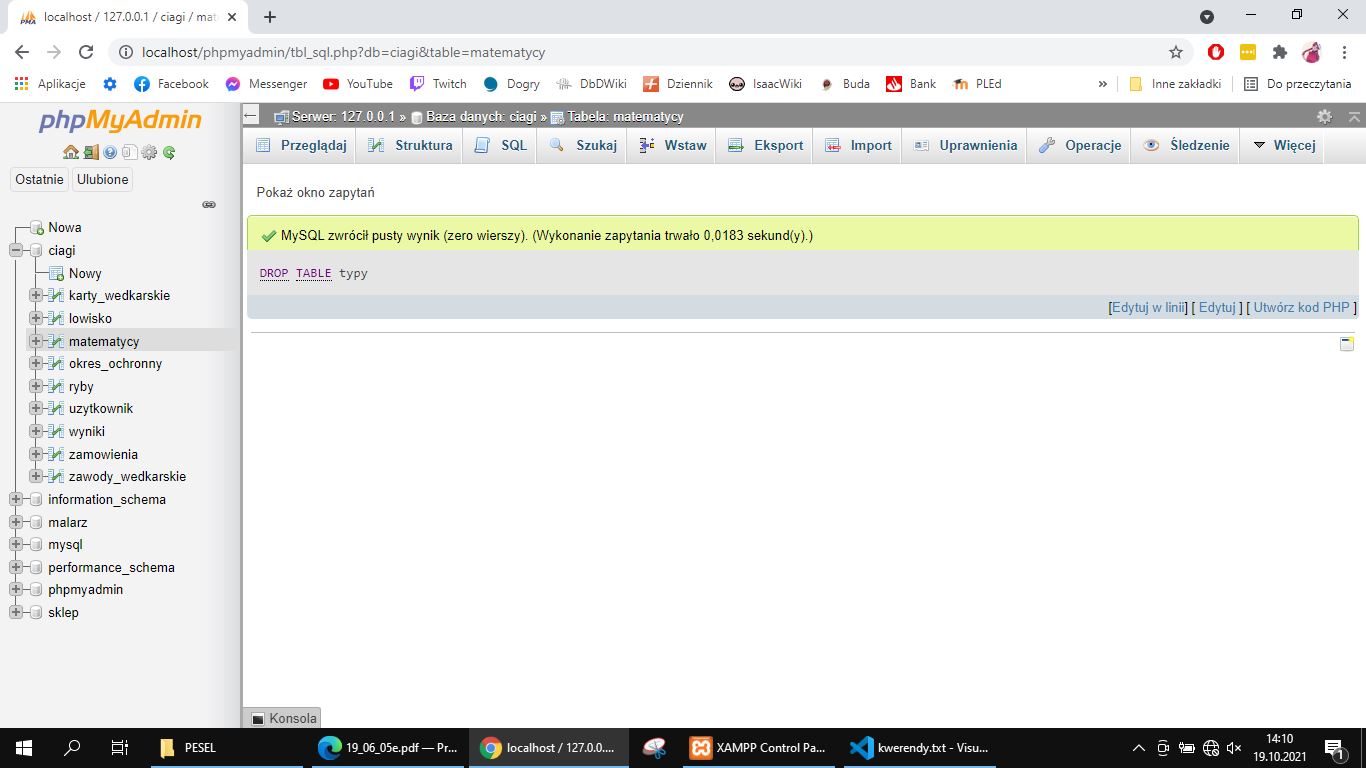 localhost / 127.0.0.1 / ciagi / mat
localhost/phpmyadmin/tbl_sql.php?db=ciagi&table=matematycy
Aplikacje Facebook Messenger YouTube Twitch Dogry DbDWiki Dziennik IsaacWiki Buda Bank PLEd » Inne zakładki Do przeczytania
phpMyAdmin
Serwer: 127.0.0.1 » Baza danych: ciagi » Tabela: matematycy
Przeglądaj Struktura SQL Szukaj Wstaw Eksport Import Uprawnienia Operacje Śledzenie Więcej
Ostatnie Ulubione
Nowa
ciagi
Nowy
karty_wedkarskie
lowisko
matematycy
okres_ochronny
ryby
uzytkownik
wyniki
zamowienia
zawody_wedkarskie
information_schema
malarz
mysql
performance_schema
phpmyadmin
sklep
Pokaż okno zapytań
MySQL zwrócił pusty wynik (zero wierszy). (Wykonanie zapytania trwało 0,0183 sekund(y).)
DROP TABLE typy
[Edytuj w linii] [ Edytuj ] [ Utwórz kod PHP ]
Konsola
PESEL 19_06_05e.pdf — Pr... localhost / 127.0.0.... XAMPP Control Pa... kwerendy.txt - Visu...
14:10
19.10.2021
1